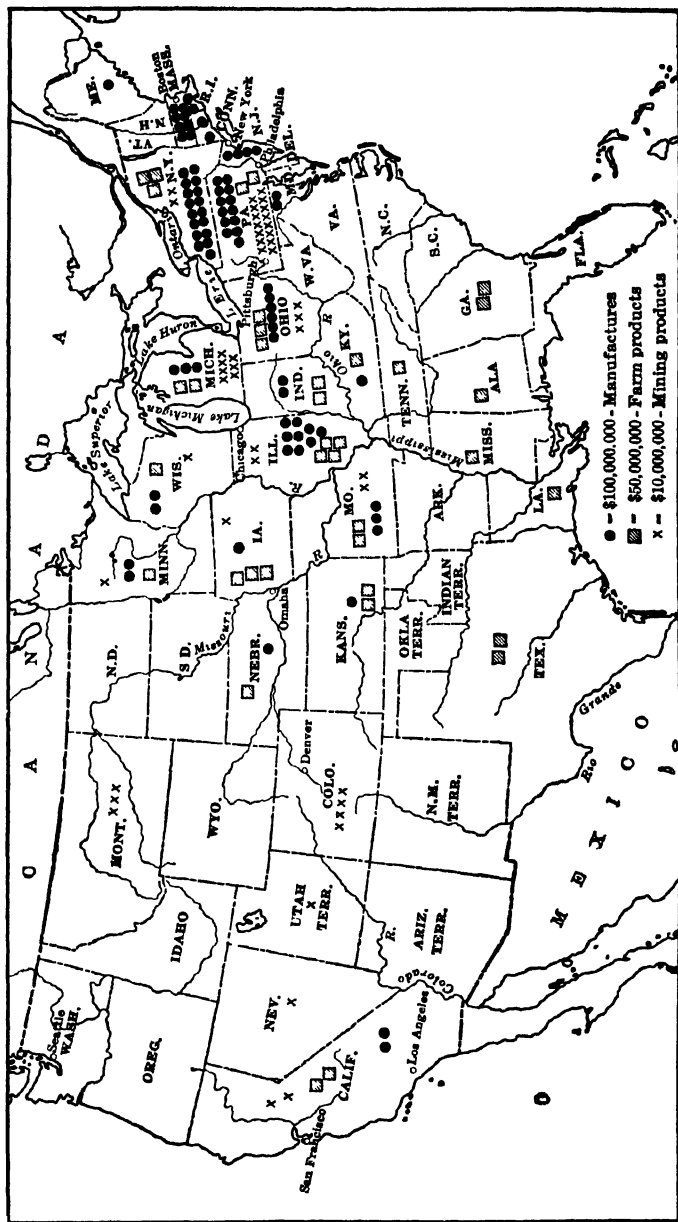 C A N A D A
Seattle
WASH.
OREG.
IDAHO
MONT.
x x x
N.D.
S.D.
Missouri
WYO.
NEBR.
Omaha
MINN.
x
WIS.
x
Lake Superior
Lake Michigan
Lake Huron
MICH.
x x x x
x x x
L. Erie
Ontario
N.Y.
x x
VT.
N.H.
ME.
Boston
MASS.
R.I.
CONN.
New York
N.J.
Philadelphia
DEL.
MD.
PA.
Pittsburgh
OHIO
x x x
IND.
Chicago
ILL.
x x
IA.
x
R.
R
MO.
x x
KANS.
Denver
COLO.
x x x x
UTAH
TERR.
x
NEV.
x
CALIF.
x x
San Francisco
Los Angeles
Colorado
R.
ARIZ.
TERR.
N.M.
TERR.
OKLA
TERR.
INDIAN
TERR.
TEX.
ARK.
LA.
MISS.
Mississippi
ALA
TENN.
KY.
Ohio
R
W.VA
VA.
N.C.
S.C.
GA.
FLA.
Rio
Grande
M E X I C O
● = $100,000,000 - Manufactures
▨ = $50,000,000 - Farm products
x = $10,000,000 - Mining products